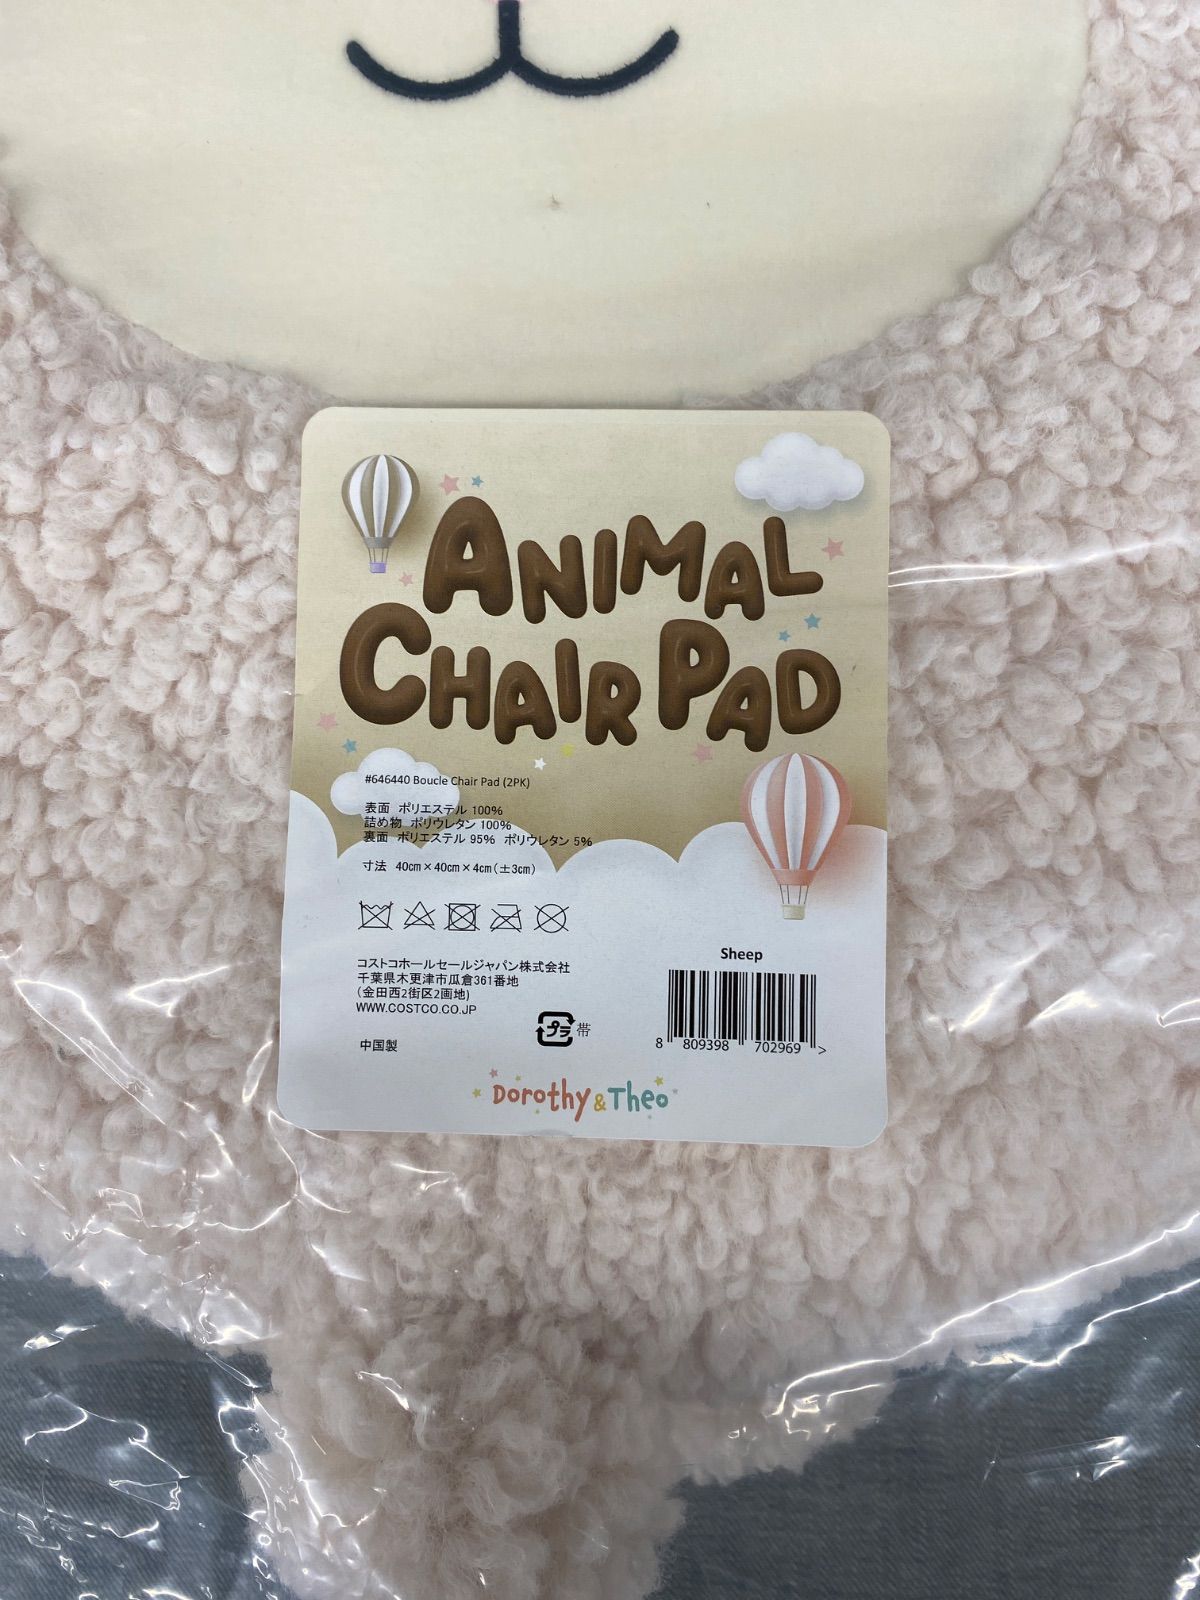 ANIMAL
CHAIR PAD
#646440 Boucle Chair Pad (2PK)
表面 ポリエステル 100%
詰め物 ポリウレタン 100%
裏面 ポリエステル 95% ポリウレタン 5%
寸法 40cm×40cm×4cm(±3cm)
コストコホールセールジャパン株式会社
千葉県木更津市瓜倉361番地
(金田西2街区2画地)
WWW.COSTCO.CO.JP
プラ 帯
中国製
Sheep
8 809398 702969 >
Dorothy & Theo